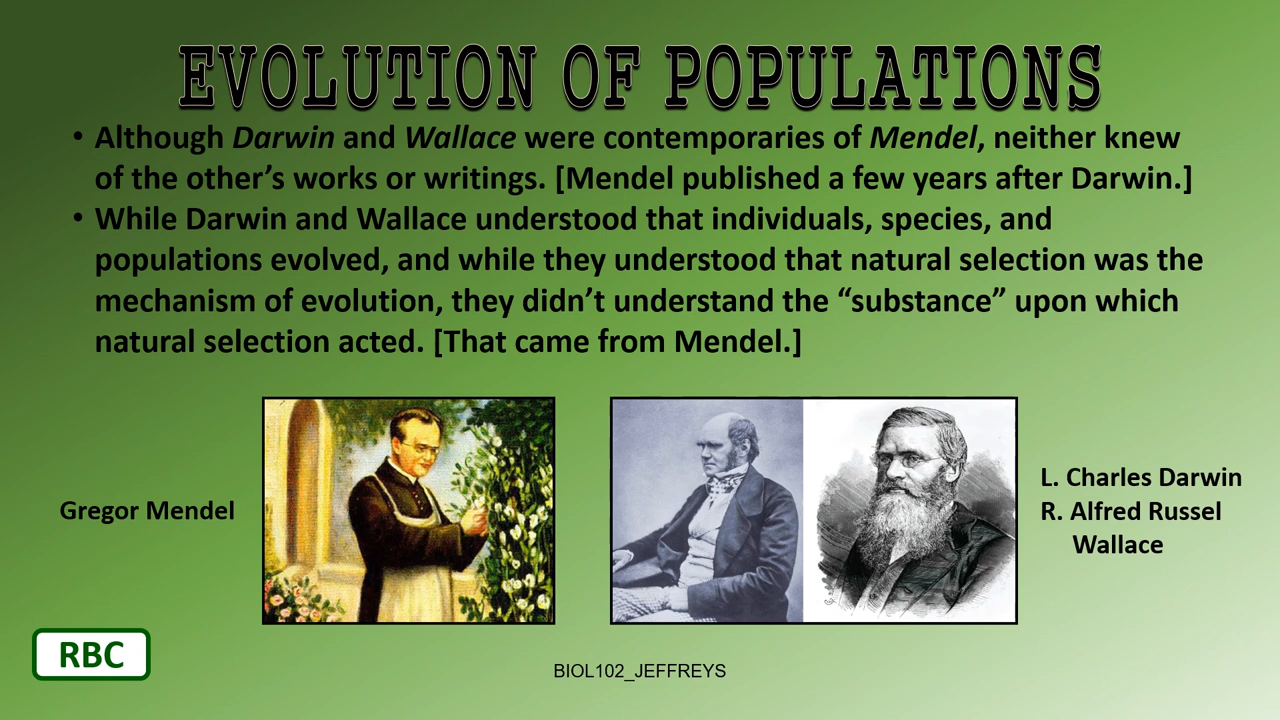 EVOLUTION OF POPULATIONS
• Although Darwin and Wallace were contemporaries of Mendel, neither knew
of the other’s works or writings. [Mendel published a few years after Darwin.]
• While Darwin and Wallace understood that individuals, species, and
populations evolved, and while they understood that natural selection was the
mechanism of evolution, they didn’t understand the “substance” upon which
natural selection acted. [That came from Mendel.]
Gregor Mendel
L. Charles Darwin
R. Alfred Russel
Wallace
RBC
BIOL102_JEFFREYS